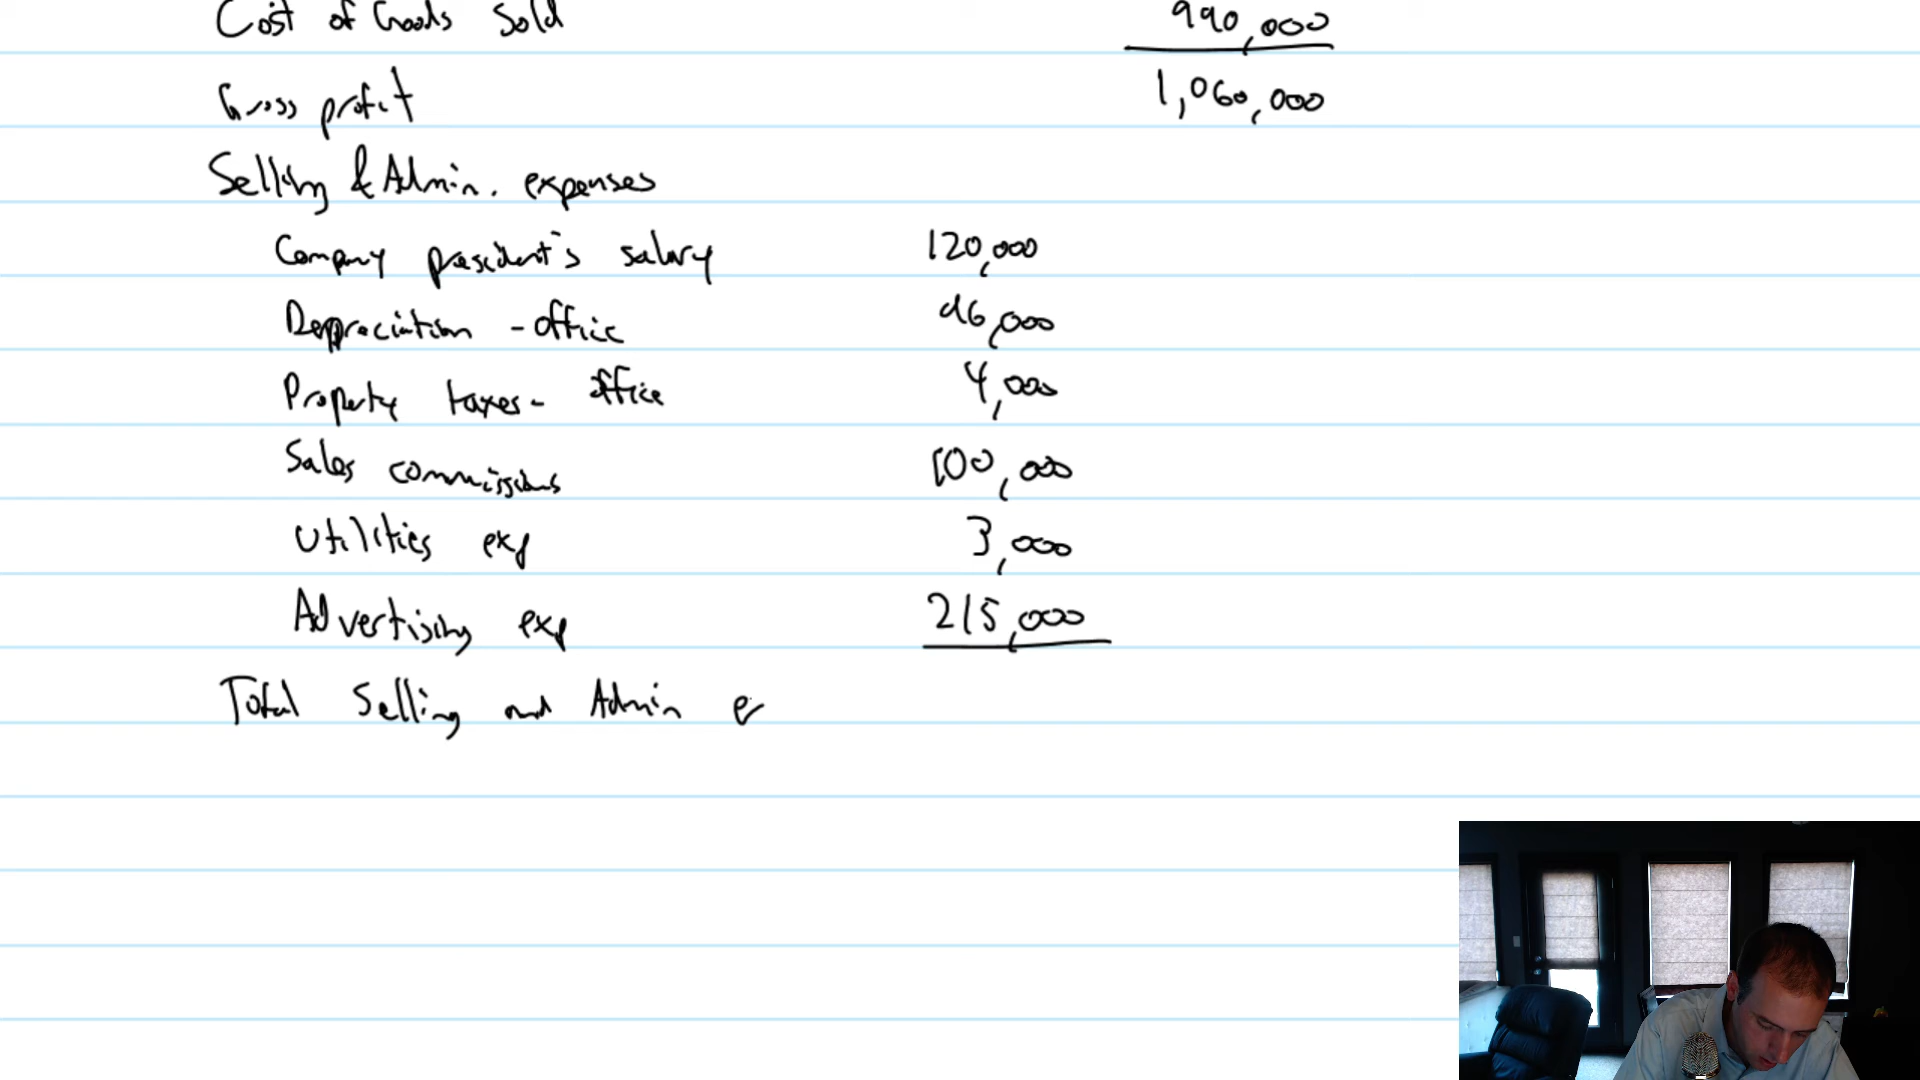 Cost of Goods Sold 990,000
Gross profit 1,060,000
Selling & Admin. expenses
Company president's salary 120,000
Depreciation - office 96,000
Property taxes - office 4,000
Sales commissions 100,000
Utilities exp 3,000
Advertising exp 215,000
Total Selling and Admin e